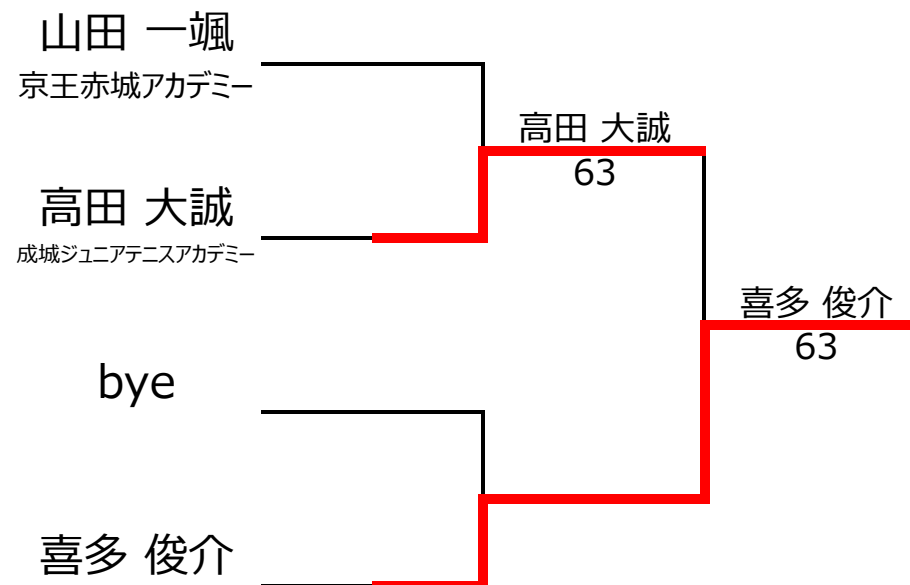 山田 一颯
京王赤城アカデミー
高田 大誠
63
高田 大誠
成城ジュニアテニスアカデミー
喜多 俊介
63
bye
喜多 俊介